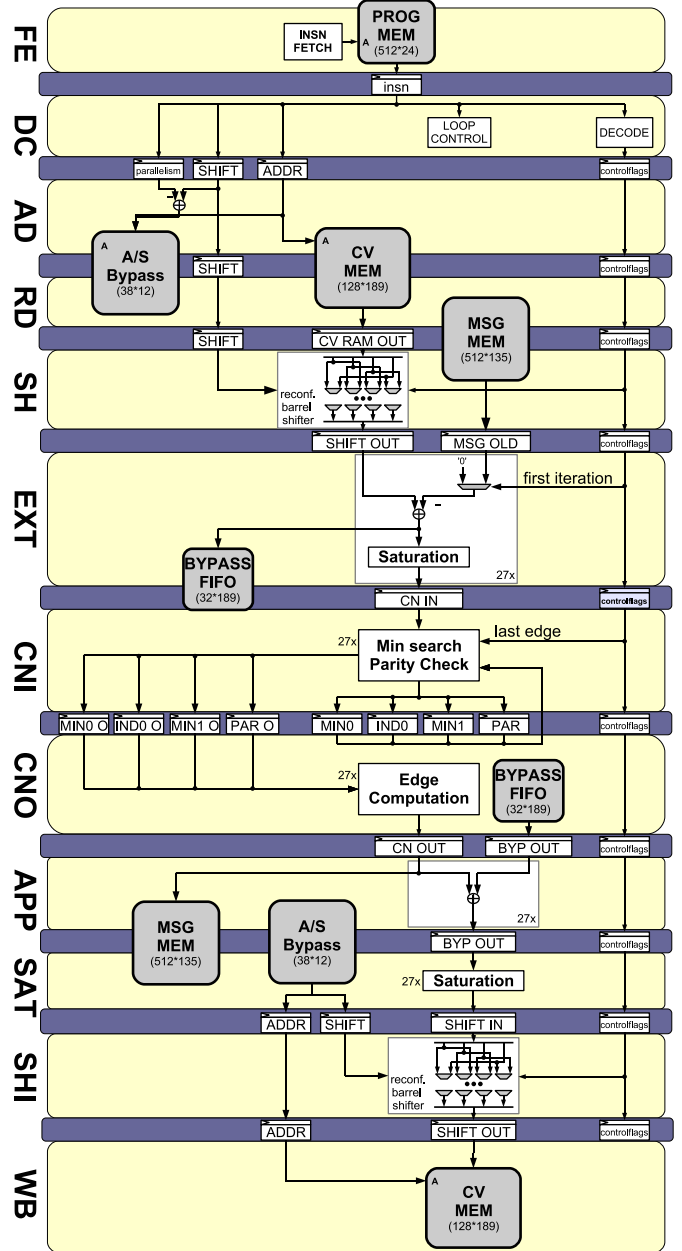 FE
INSN
FETCH
A
PROG
MEM
(512*24)
insn
DC
LOOP
CONTROL
DECODE
parallelism
SHIFT
ADDR
controlflags
AD
–
A
A/S
Bypass
(38*12)
A
CV
MEM
(128*189)
SHIFT
controlflags
RD
MSG
MEM
(512*135)
SHIFT
CV RAM OUT
controlflags
SH
reconf.
barrel
shifter
SHIFT OUT
MSG OLD
controlflags
EXT
'0'
first iteration
–
Saturation
27x
BYPASS
FIFO
(32*189)
CN IN
controlflags
CNI
27x
Min search
Parity Check
last edge
MIN0 O
IND0 O
MIN1 O
PAR O
MIN0
IND0
MIN1
PAR
controlflags
CNO
27x
Edge
Computation
BYPASS
FIFO
(32*189)
CN OUT
BYP OUT
controlflags
APP
27x
MSG
MEM
(512*135)
A/S
Bypass
(38*12)
BYP OUT
controlflags
SAT
27x
Saturation
ADDR
SHIFT
SHIFT IN
controlflags
SHI
reconf.
barrel
shifter
ADDR
SHIFT OUT
controlflags
WB
A
CV
MEM
(128*189)